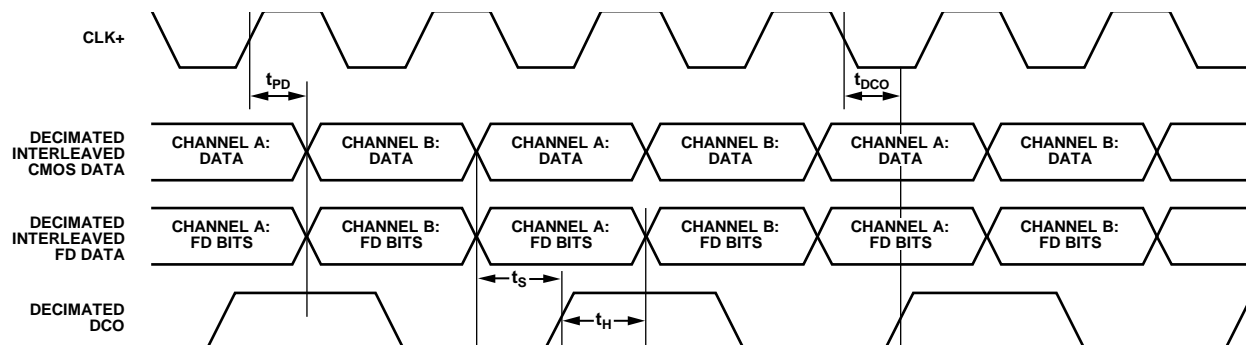 CLK+
tPD
tDCO
DECIMATED
INTERLEAVED
CMOS DATA
CHANNEL A:
DATA
CHANNEL B:
DATA
CHANNEL A:
DATA
CHANNEL B:
DATA
CHANNEL A:
DATA
CHANNEL B:
DATA
DECIMATED
INTERLEAVED
FD DATA
CHANNEL A:
FD BITS
CHANNEL B:
FD BITS
CHANNEL A:
FD BITS
CHANNEL B:
FD BITS
CHANNEL A:
FD BITS
CHANNEL B:
FD BITS
tS
tH
DECIMATED
DCO